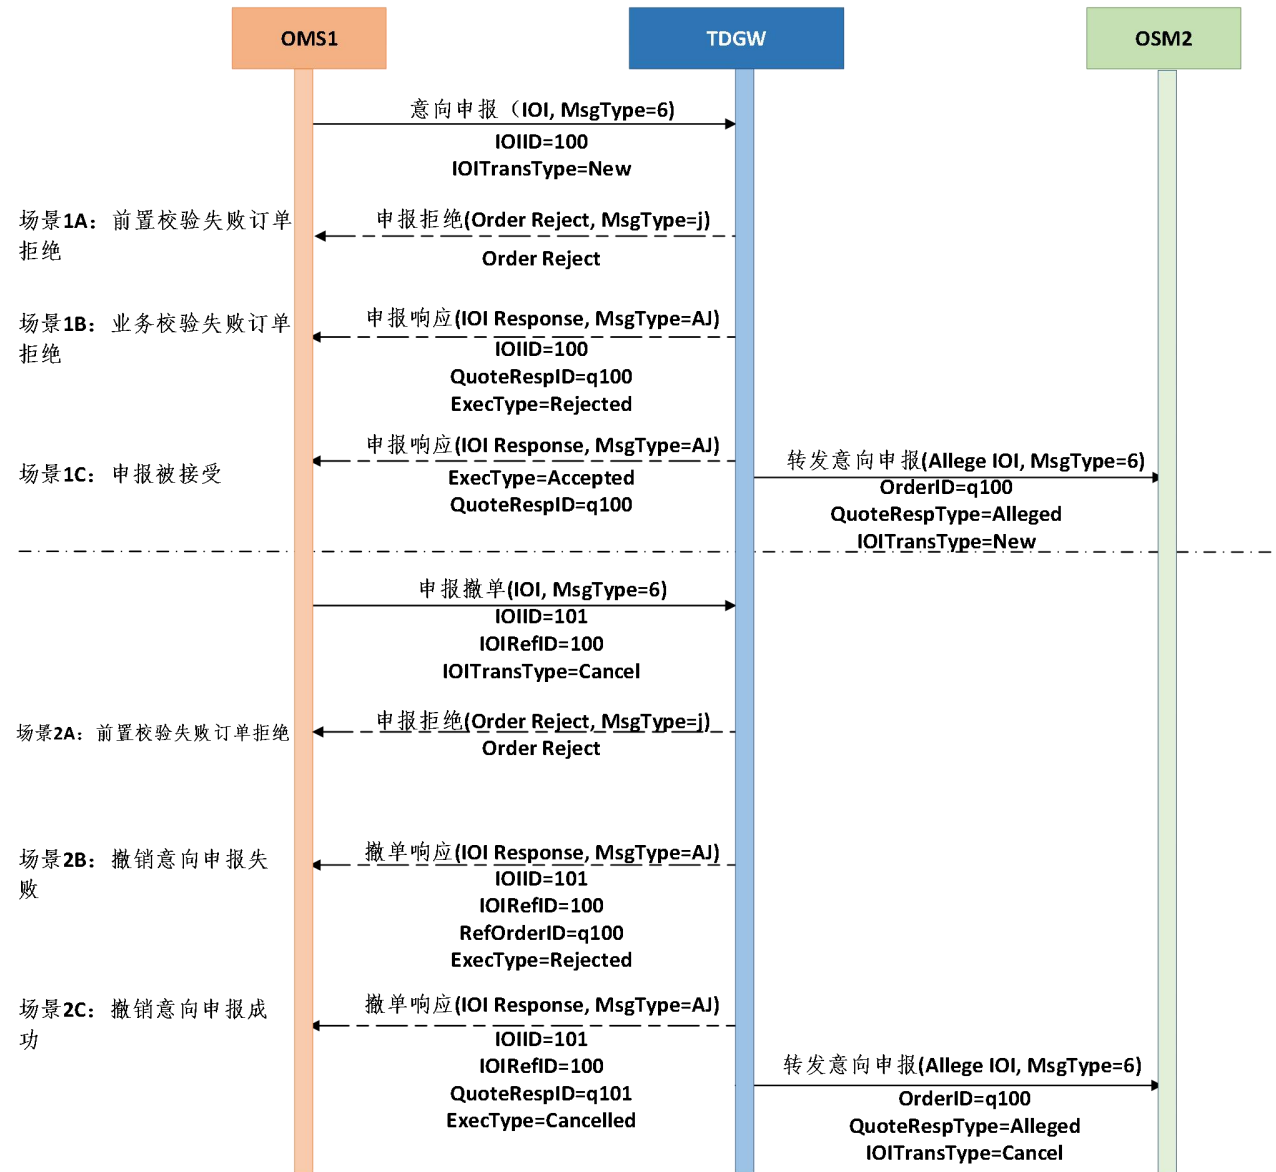 OMS1
TDGW
OSM2
意向申报（IOI, MsgType=6)
IOIID=100
IOITransType=New
场景1A：前置校验失败订单
拒绝
申报拒绝(Order Reject, MsgType=j)
Order Reject
场景1B：业务校验失败订单
拒绝
申报响应(IOI Response, MsgType=AJ)
IOIID=100
QuoteRespID=q100
ExecType=Rejected
场景1C：申报被接受
申报响应(IOI Response, MsgType=AJ)
ExecType=Accepted
QuoteRespID=q100
转发意向申报(Allege IOI, MsgType=6)
OrderID=q100
QuoteRespType=Alleged
IOITransType=New
申报撤单(IOI, MsgType=6)
IOIID=101
IOIRefID=100
IOITransType=Cancel
场景2A：前置校验失败订单拒绝
申报拒绝(Order Reject, MsgType=j)
Order Reject
场景2B：撤销意向申报失
败
撤单响应(IOI Response, MsgType=AJ)
IOIID=101
IOIRefID=100
RefOrderID=q100
ExecType=Rejected
场景2C：撤销意向申报成
功
撤单响应(IOI Response, MsgType=AJ)
IOIID=101
IOIRefID=100
QuoteRespID=q101
ExecType=Cancelled
转发意向申报(Allege IOI, MsgType=6)
OrderID=q100
QuoteRespType=Alleged
IOITransType=Cancel